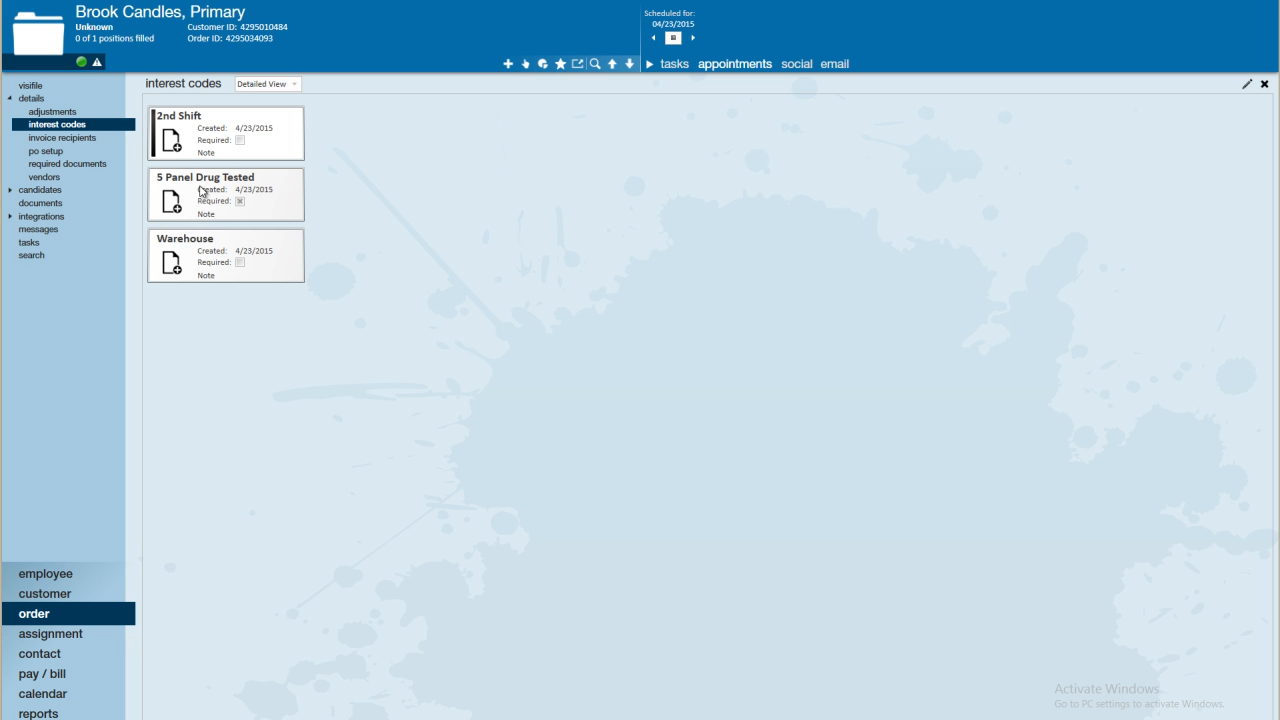 Brook Candles, Primary
Unknown
Customer ID: 4295010484
0 of 1 positions filled
Order ID: 4295034093
Scheduled for:
04/23/2015
tasks appointments social email
visifile
details
adjustments
interest codes
invoice recipients
po setup
required documents
vendors
candidates
documents
integrations
messages
tasks
search
employee
customer
order
assignment
contact
pay / bill
calendar
reports
interest codes
Detailed View
2nd Shift
Created: 4/23/2015
Required:
Note
5 Panel Drug Tested
Created: 4/23/2015
Required:
Note
Warehouse
Created: 4/23/2015
Required:
Note
Activate Windows
Go to PC settings to activate Windows.